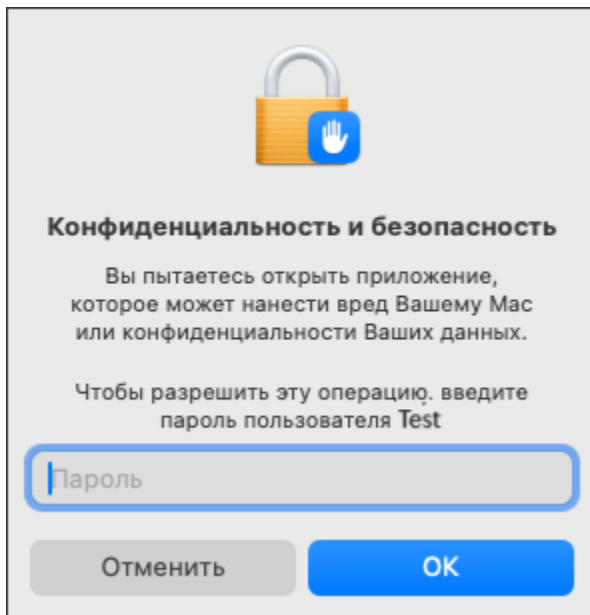 Конфиденциальность и безопасность
Вы пытаетесь открыть приложение,
которое может нанести вред Вашему Mac
или конфиденциальности Ваших данных.
Чтобы разрешить эту операцию. введите
пароль пользователя Test
Пароль
Отменить
OK